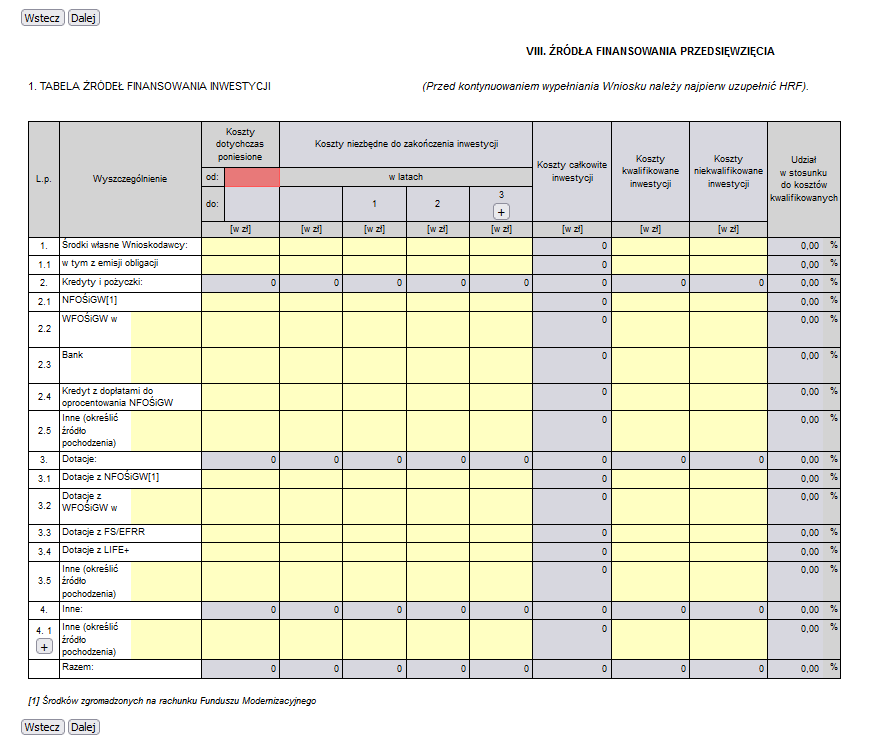 Wstecz Dalej
VIII. ŹRÓDŁA FINANSOWANIA PRZEDSIĘWZIĘCIA
1. TABELA ŹRÓDEŁ FINANSOWANIA INWESTYCJI (Przed kontynuowaniem wypełniania Wniosku należy najpierw uzupełnić HRF).
L.p.
Wyszczególnienie
Koszty
dotychczas
poniesione
od:
do:
[w zł]
Koszty niezbędne do zakończenia inwestycji
w latach
1 2 3
+
[w zł] [w zł] [w zł] [w zł]
Koszty całkowite
inwestycji
[w zł]
Koszty
kwalifikowane
inwestycji
[w zł]
Koszty
niekwalifikowane
inwestycji
[w zł]
Udział
w stosunku
do kosztów
kwalifikowanych
1. Środki własne Wnioskodawcy: 0 0,00 %
1.1 w tym z emisji obligacji 0 0,00 %
2. Kredyty i pożyczki: 0 0 0 0 0 0 0 0 0,00 %
2.1 NFOŚiGW[1] 0 0,00 %
2.2 WFOŚiGW w 0 0,00 %
2.3 Bank 0 0,00 %
2.4 Kredyt z dopłatami do
oprocentowania NFOŚiGW 0 0,00 %
2.5 Inne (określić
źródło
pochodzenia) 0 0,00 %
3. Dotacje: 0 0 0 0 0 0 0 0 0,00 %
3.1 Dotacje z NFOŚiGW[1] 0 0,00 %
3.2 Dotacje z
WFOŚiGW w 0 0,00 %
3.3 Dotacje z FS/EFRR 0 0,00 %
3.4 Dotacje z LIFE+ 0 0,00 %
3.5 Inne (określić
źródło
pochodzenia) 0 0,00 %
4. Inne: 0 0 0 0 0 0 0 0 0,00 %
4. 1 Inne (określić
źródło
pochodzenia) 0 0,00 %
+
Razem: 0 0 0 0 0 0 0 0 0,00 %
[1] Środków zgromadzonych na rachunku Funduszu Modernizacyjnego
Wstecz Dalej